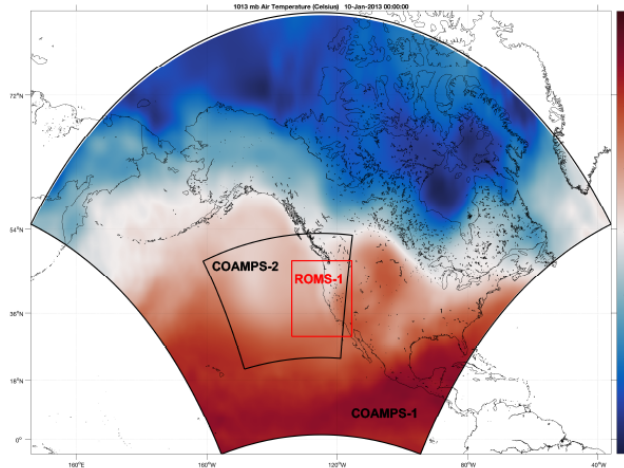 1013 mb Air Temperature (Celsius) 10-Jan-2013 00:00:00
72°N
54°N
COAMPS-2
ROMS-1
36°N
18°N
COAMPS-1
0°
160°E
160°W
120°W
80°W
40°W